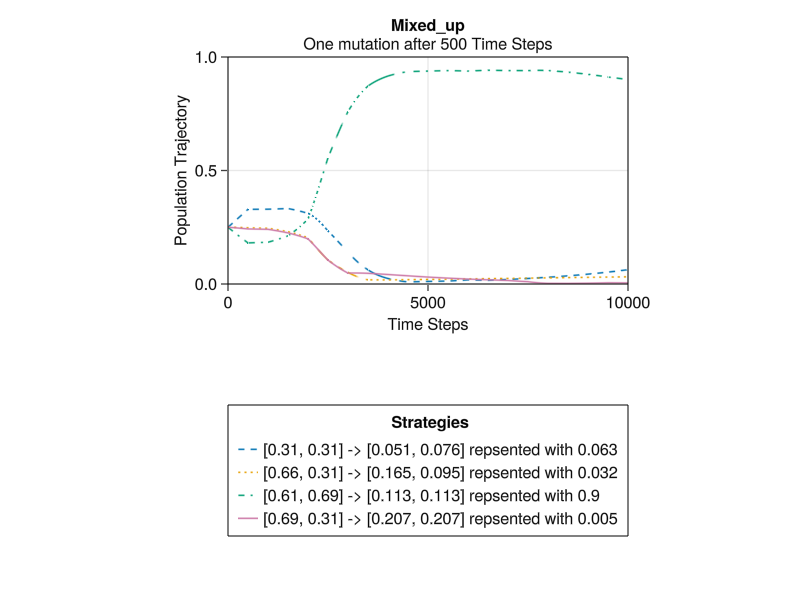 Mixed_up
One mutation after 500 Time Steps
1.0
0.5
0.0
Population Trajectory
0
5000
10000
Time Steps
Strategies
[0.31, 0.31] -> [0.051, 0.076] repsented with 0.063
[0.66, 0.31] -> [0.165, 0.095] repsented with 0.032
[0.61, 0.69] -> [0.113, 0.113] repsented with 0.9
[0.69, 0.31] -> [0.207, 0.207] repsented with 0.005